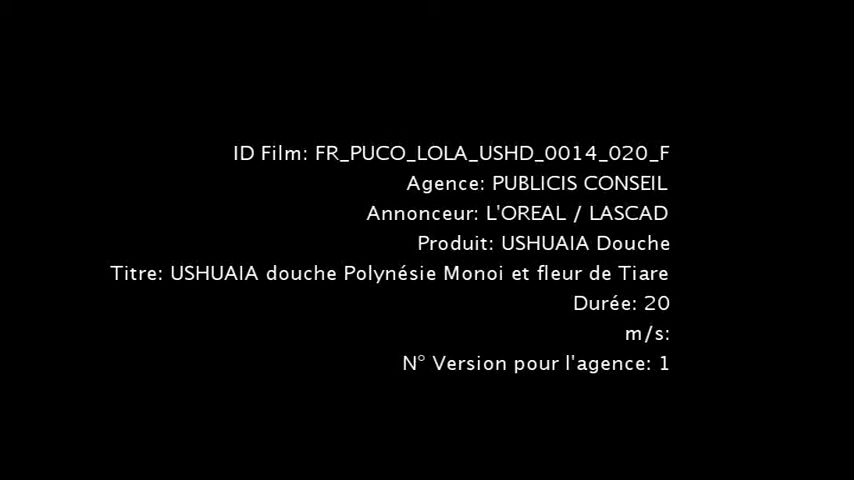 ID Film: FR_PUCO_LOLA_USHD_0014_020_F
Agence: PUBLICIS CONSEIL
Annonceur: L'OREAL / LASCAD
Produit: USHUAIA Douche
Titre: USHUAIA douche Polynésie Monoi et fleur de Tiare
Durée: 20
m/s:
N° Version pour l'agence: 1